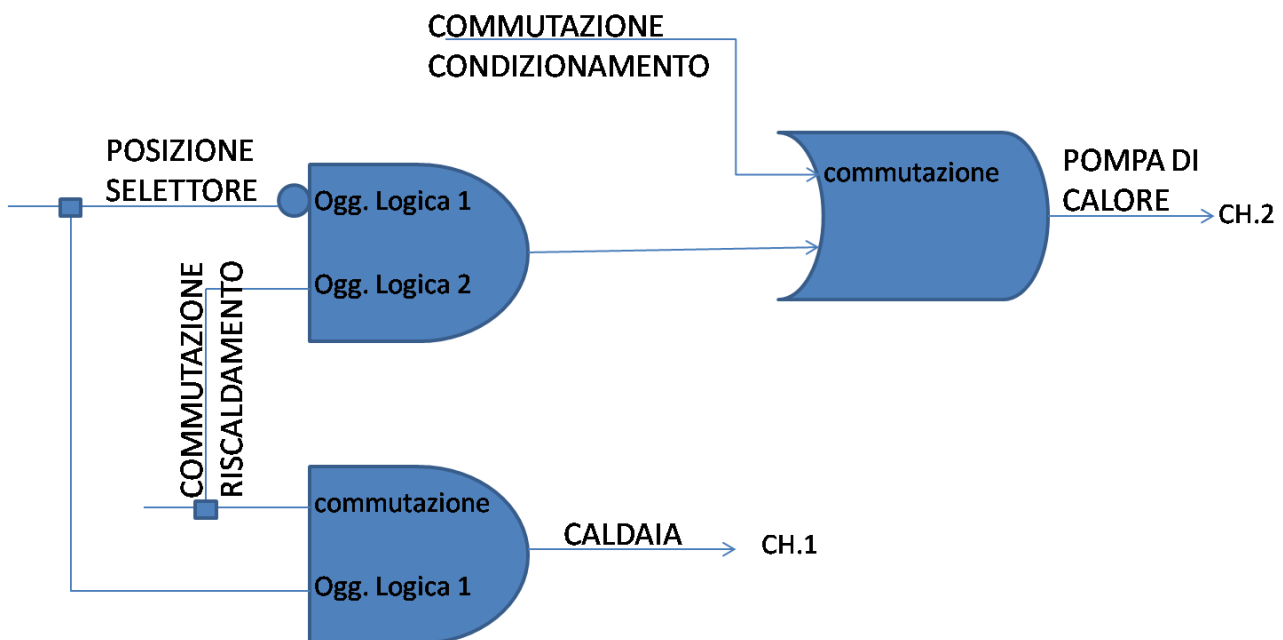 COMMUTAZIONE
CONDIZIONAMENTO
POSIZIONE
SELETTORE
Ogg. Logica 1
Ogg. Logica 2
commutazione
POMPA DI
CALORE
CH.2
COMMUTAZIONE
RISCALDAMENTO
commutazione
Ogg. Logica 1
CALDAIA
CH.1